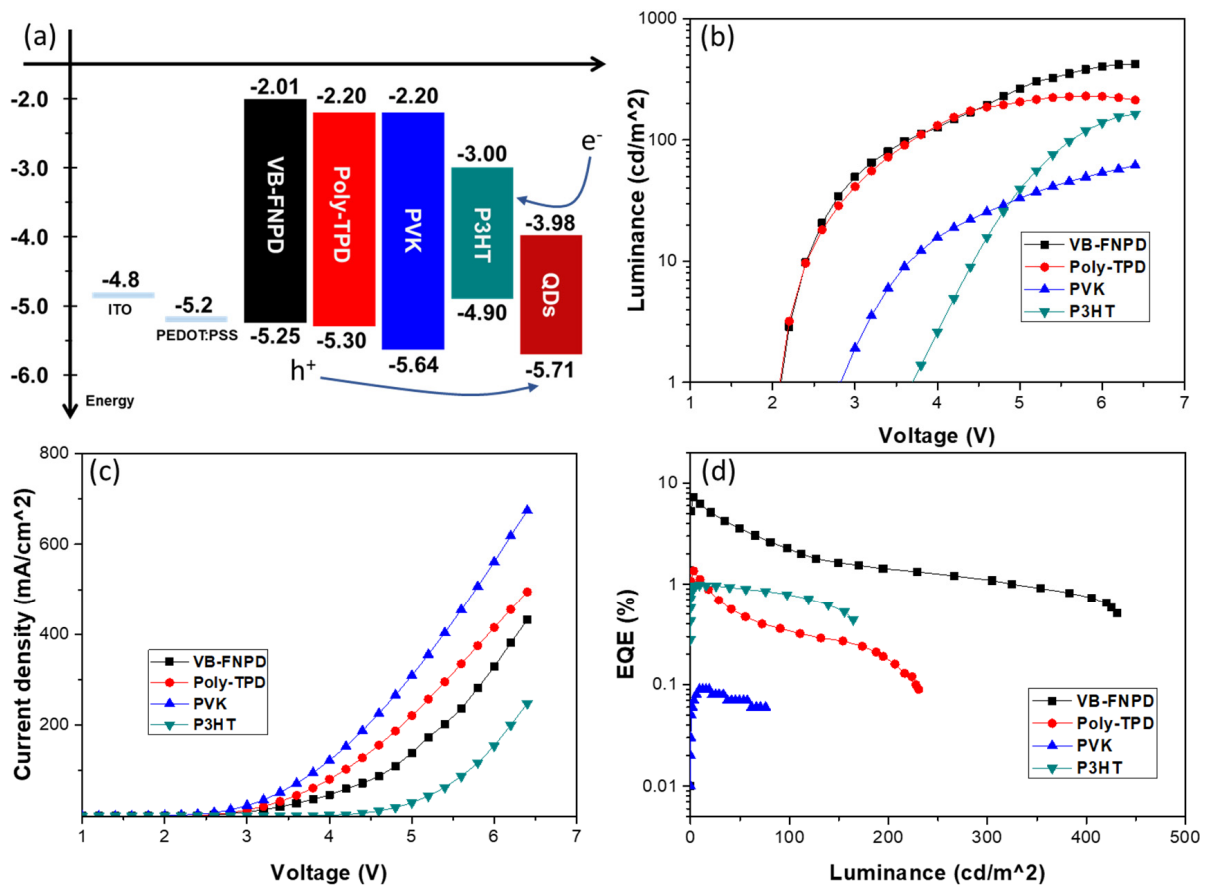 (a)
-2.0
-3.0
-4.0
-5.0
-6.0
Energy
-4.8
ITO
-5.2
PEDOT:PSS
-2.01
VB-FNPD
-5.25
-2.20
Poly-TPD
-5.30
-2.20
PVK
-5.64
-3.00
P3HT
-4.90
-3.98
QDs
-5.71
e-
h+
(b)
Luminance (cd/m^2)
1000
100
10
1
1 2 3 4 5 6 7
Voltage (V)
VB-FNPD
Poly-TPD
PVK
P3HT
(c)
Current density (mA/cm^2)
800
600
400
200
1 2 3 4 5 6 7
Voltage (V)
VB-FNPD
Poly-TPD
PVK
P3HT
(d)
EQE (%)
10
1
0.1
0.01
0 100 200 300 400 500
Luminance (cd/m^2)
VB-FNPD
Poly-TPD
PVK
P3HT